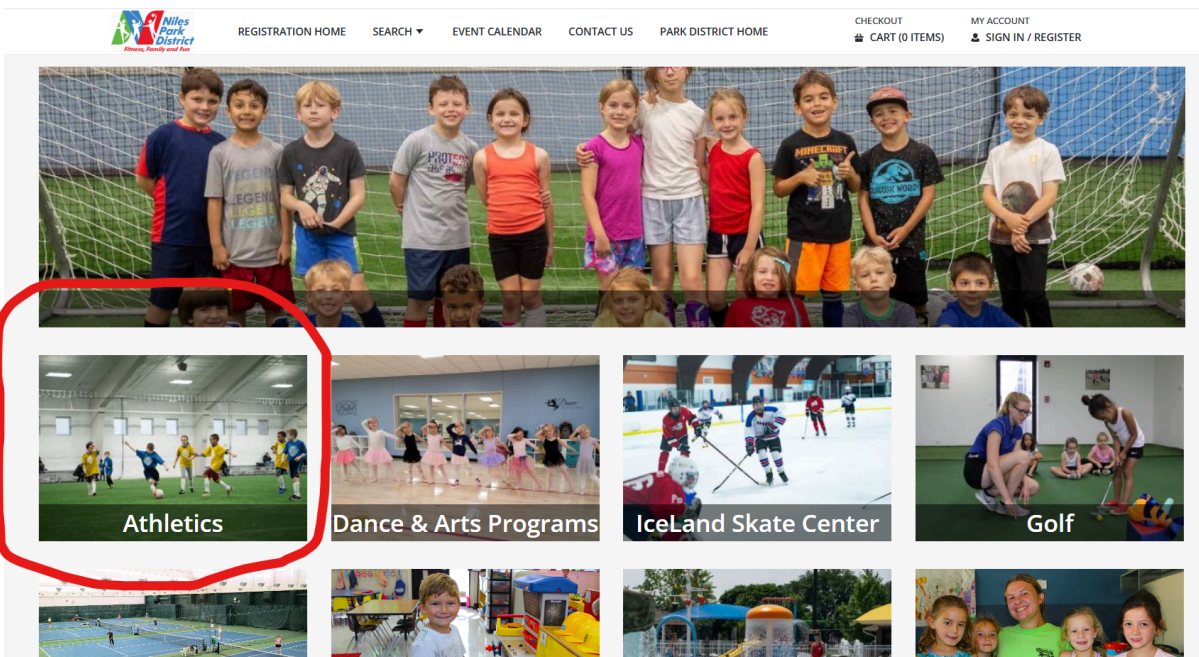 Niles
Park
District
Fitness, Family and Fun
REGISTRATION HOME
SEARCH
EVENT CALENDAR
CONTACT US
PARK DISTRICT HOME
CHECKOUT
CART (0 ITEMS)
MY ACCOUNT
SIGN IN / REGISTER
LEGEND
LEGEND
LEGEND
PROTECT
MINECRAFT
JURASSIC WORLD
Athletics
Dance & Arts Programs
IceLand Skate Center
Golf